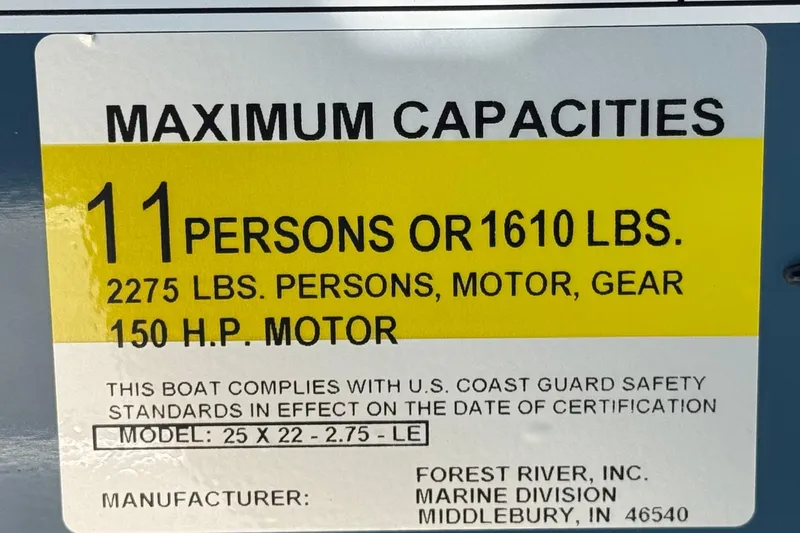 MAXIMUM CAPACITIES
11 PERSONS OR 1610 LBS.
2275 LBS. PERSONS, MOTOR, GEAR
150 H.P. MOTOR
THIS BOAT COMPLIES WITH U.S. COAST GUARD SAFETY
STANDARDS IN EFFECT ON THE DATE OF CERTIFICATION
MODEL: 25 X 22 - 2.75 - LE
FOREST RIVER, INC.
MANUFACTURER: MARINE DIVISION
MIDDLEBURY, IN 46540